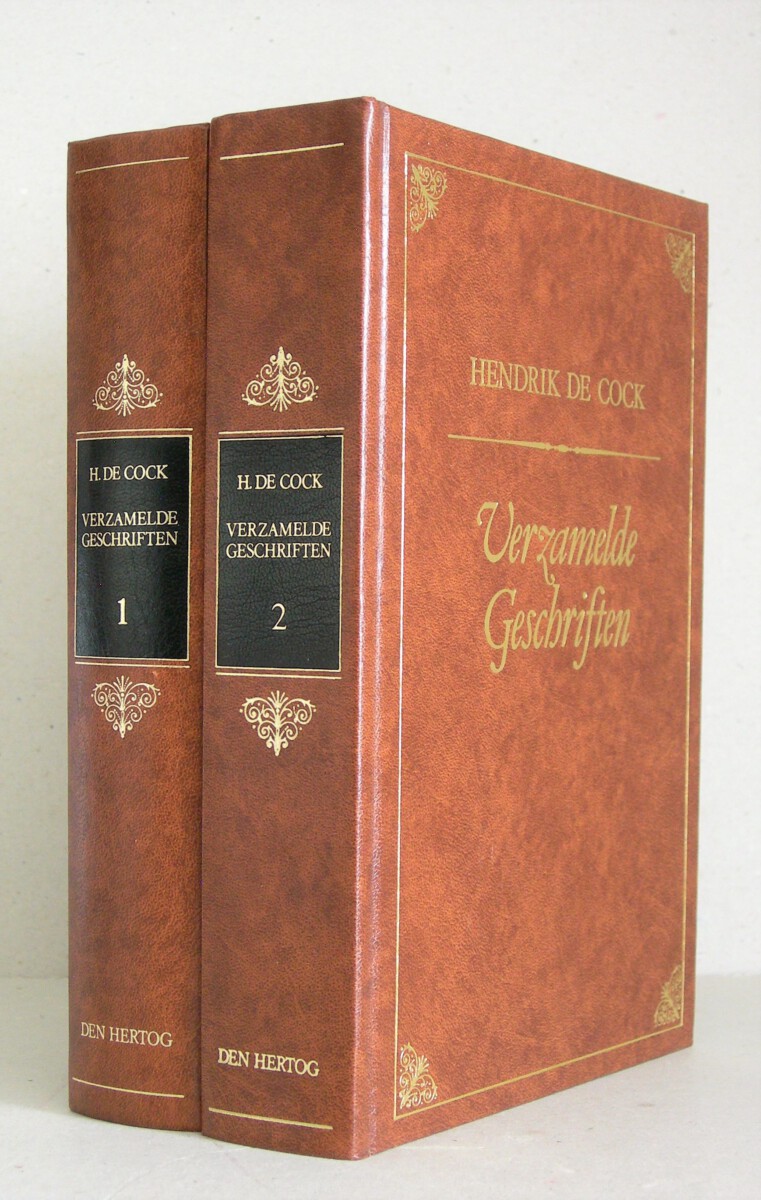 H. DE COCK
VERZAMELDE
GESCHRIFTEN
1
DEN HERTOG
H. DE COCK
VERZAMELDE
GESCHRIFTEN
2
DEN HERTOG
HENDRIK DE COCK
Verzamelde
Geschriften